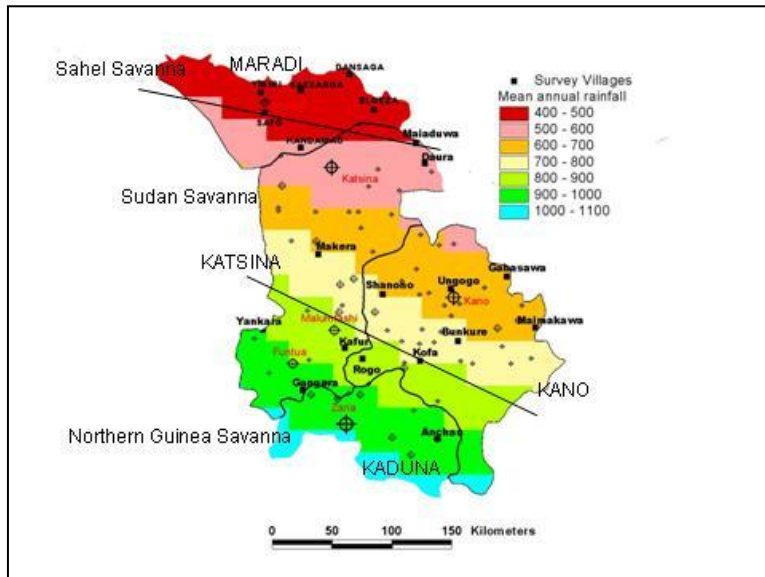 MARADI
DANSAGA
Sahel Savanna
ELGEZA
SAFO
KANDAMAO
Maiaduwa
Daura
Katsina
Sudan Savanna
Makera
KATSINA
Shanono
Ungogo
Gabasawa
Kano
Maimakawa
Yankara
Malumfashi
Bunkure
Kafur
Kofa
Funtua
Rogo
KANO
Gangara
Zaria
Northern Guinea Savanna
Anchau
KADUNA
Survey Villages
Mean annual rainfall
400 - 500
500 - 600
600 - 700
700 - 800
800 - 900
900 - 1000
1000 - 1100
0 50 100 150 Kilometers